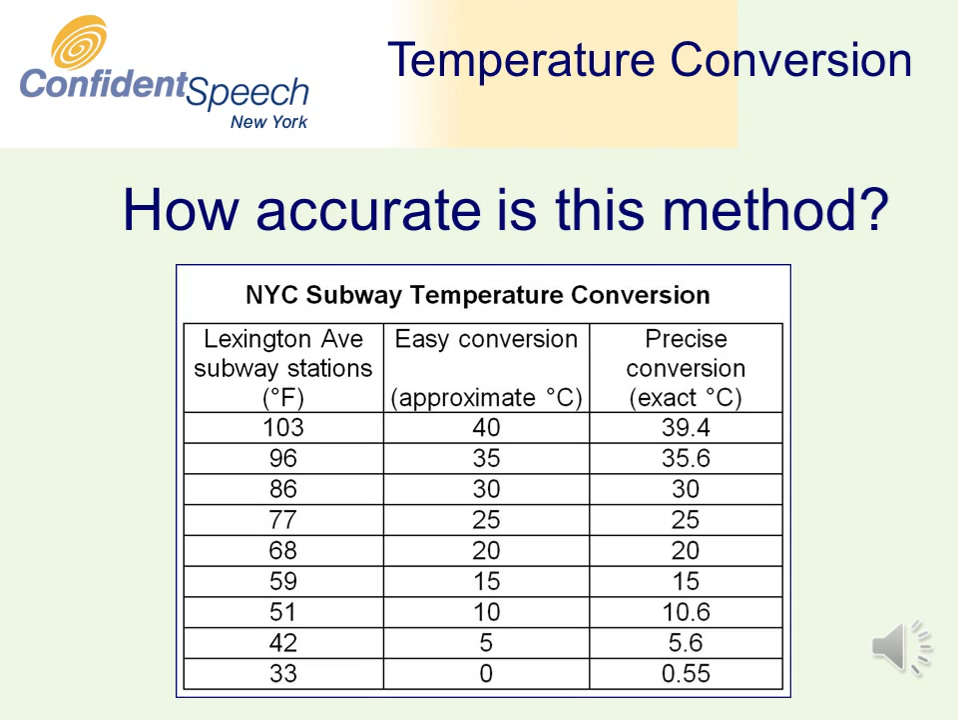 ConfidentSpeech
New York
Temperature Conversion
How accurate is this method?
NYC Subway Temperature Conversion
Lexington Ave subway stations (°F) Easy conversion (approximate °C) Precise conversion (exact °C)
103 40 39.4
96 35 35.6
86 30 30
77 25 25
68 20 20
59 15 15
51 10 10.6
42 5 5.6
33 0 0.55